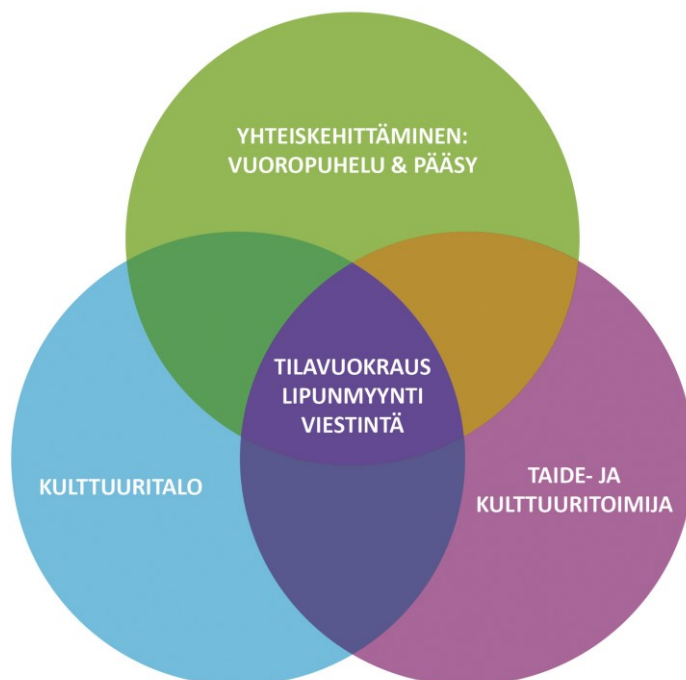 YHTEISKEHITTÄMINEN:
VUOROPUHELU & PÄÄSY
TILAVUOKRAUS
LIPUNMYYNTI
VIESTINTÄ
KULTTUURITALO
TAIDE- JA
KULTTUURITOIMIJA